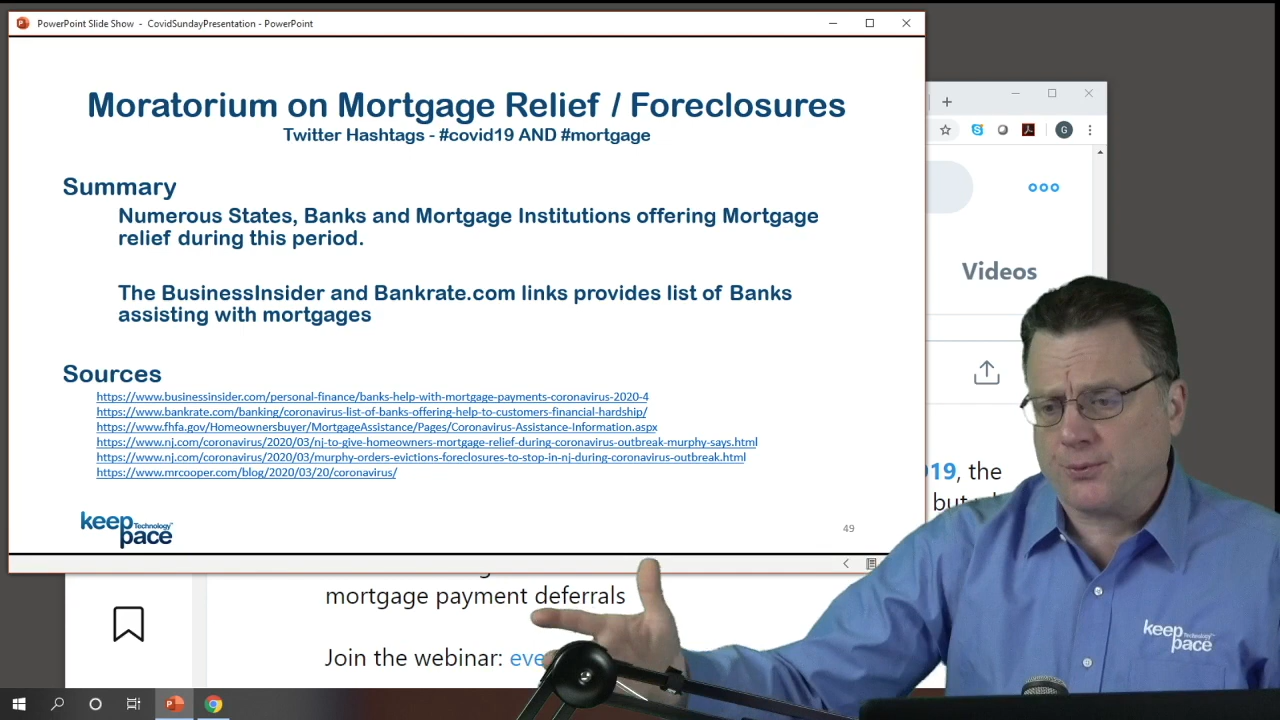 PowerPoint Slide Show - CovidSundayPresentation - PowerPoint
Moratorium on Mortgage Relief / Foreclosures
Twitter Hashtags - #covid19 AND #mortgage
Summary
Numerous States, Banks and Mortgage Institutions offering Mortgage
relief during this period.
The BusinessInsider and Bankrate.com links provides list of Banks
assisting with mortgages
Sources
https://www.businessinsider.com/personal-finance/banks-help-with-mortgage-payments-coronavirus-2020-4
https://www.bankrate.com/banking/coronavirus-list-of-banks-offering-help-to-customers-financial-hardship/
https://www.fhfa.gov/Homeownersbuyer/MortgageAssistance/Pages/Coronavirus-Assistance-Information.aspx
https://www.nj.com/coronavirus/2020/03/nj-to-give-homeowners-mortgage-relief-during-coronavirus-outbreak-murphy-says.html
https://www.nj.com/coronavirus/2020/03/murphy-orders-evictions-foreclosures-to-stop-in-nj-during-coronavirus-outbreak.html
https://www.mrcooper.com/blog/2020/03/20/coronavirus/
keep Technology™
pace
49
G
Videos
19, the
but
mortgage payment deferrals
Join the webinar: eve
keep Technology™
pace